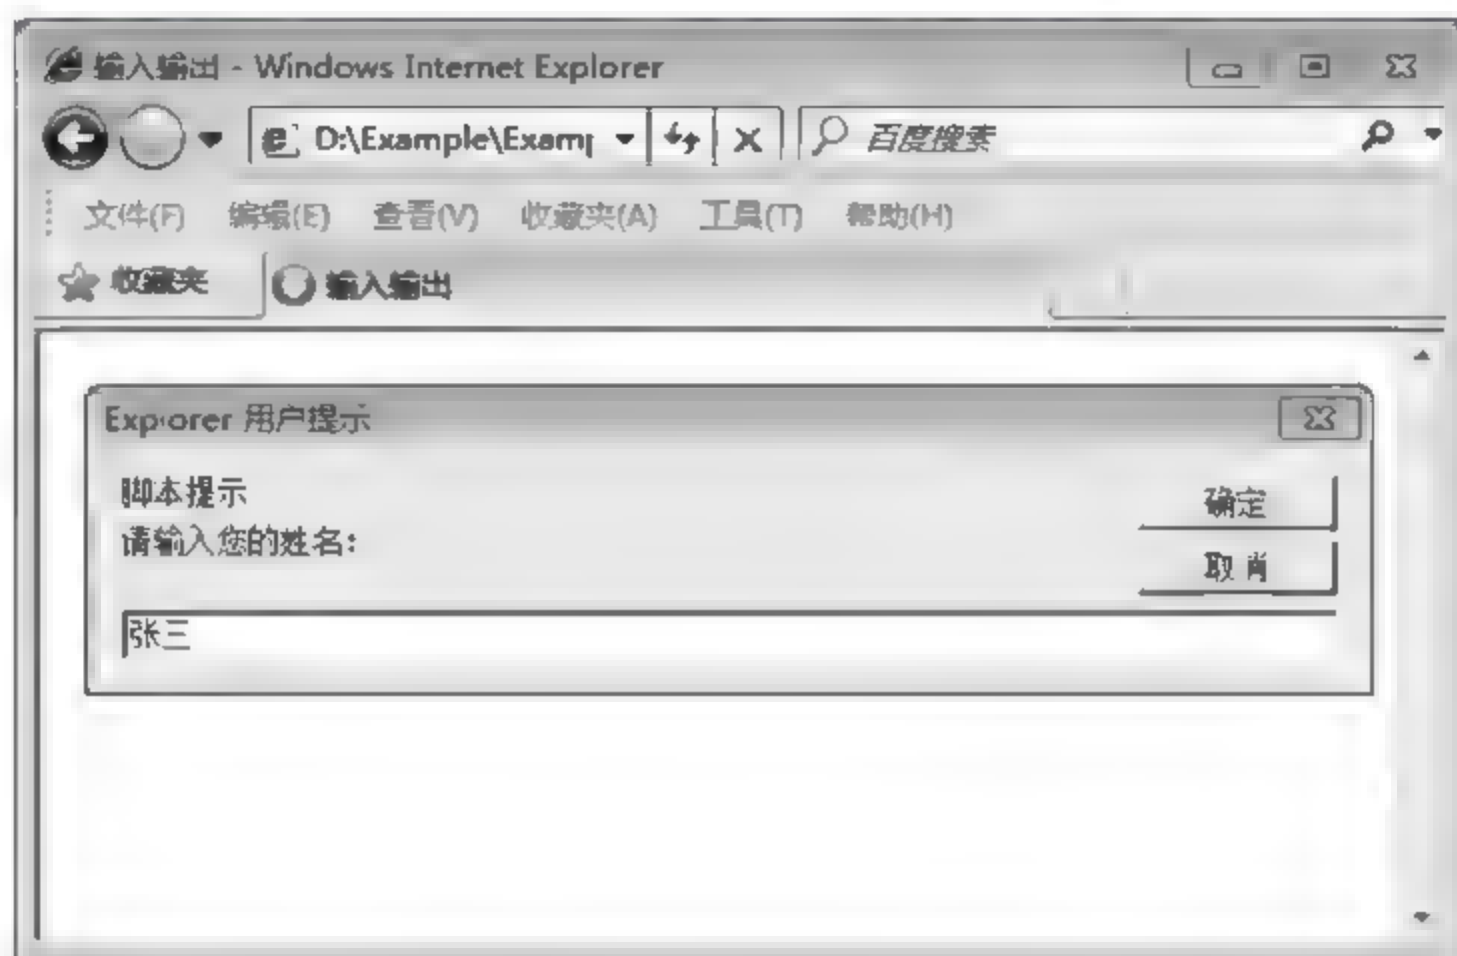 输入输出 - Windows Internet Explorer
D:\Example\Examp 百度搜索
文件(F) 编辑(E) 查看(V) 收藏夹(A) 工具(T) 帮助(H)
收藏夹 输入输出
Explorer 用户提示
脚本提示 确定
请输入您的姓名:
取消
张三